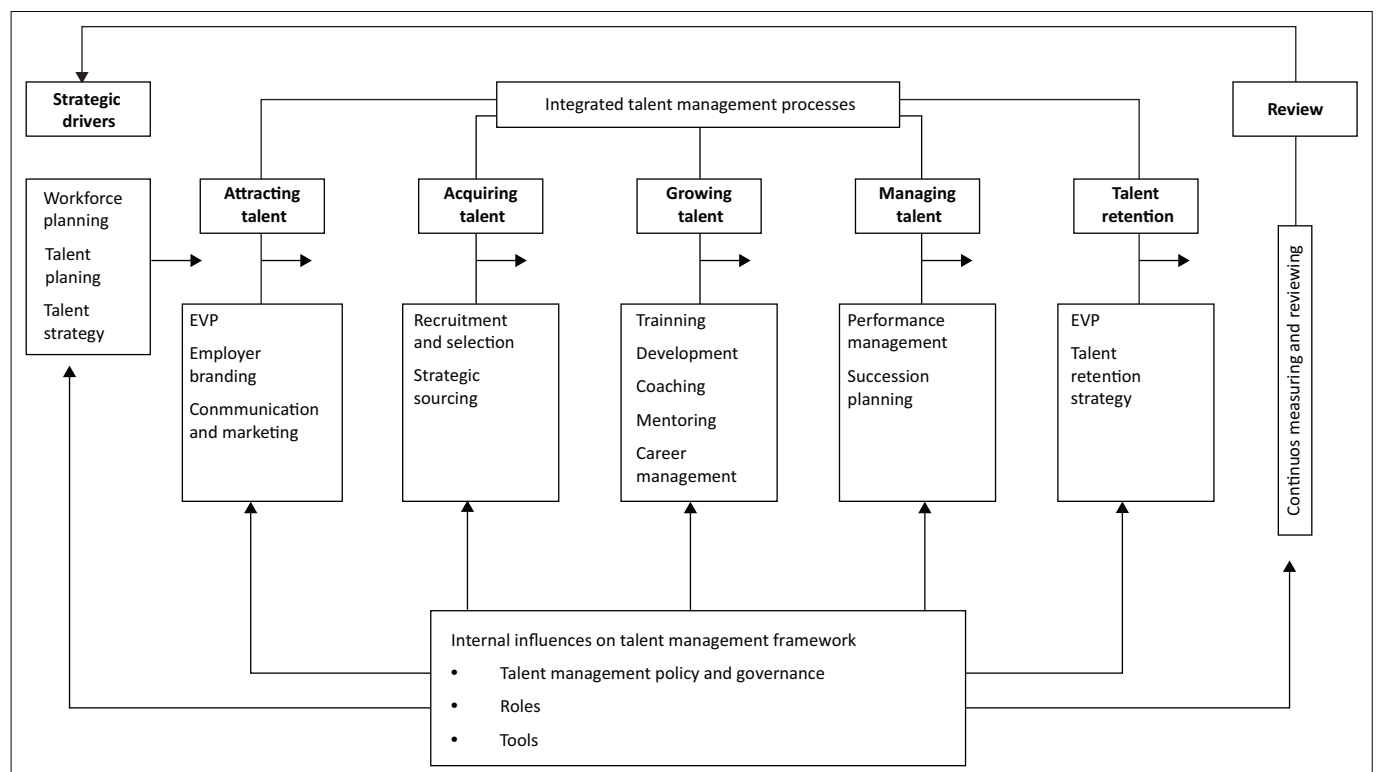 Strategic
drivers
Integrated talent management processes
Review
Workforce
planning
Talent
planing
Talent
strategy
Attracting
talent
Acquiring
talent
Growing
talent
Managing
talent
Talent
retention
EVP
Employer
branding
Conmmunication
and marketing
Recruitment
and selection
Strategic
sourcing
Trainning
Development
Coaching
Mentoring
Career
management
Performance
management
Succession
planning
EVP
Talent
retention
strategy
Continuos measuring and reviewing
Internal influences on talent management framework
• Talent management policy and governance
• Roles
• Tools